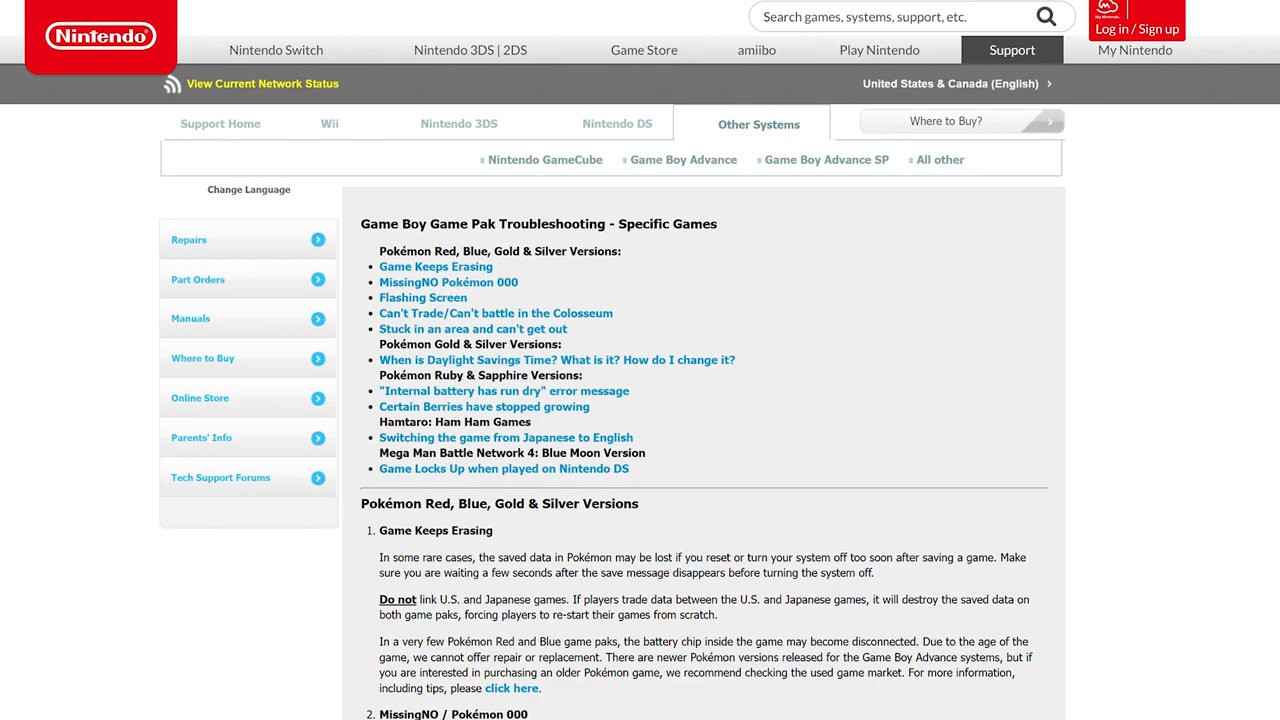 Nintendo
Search games, systems, support, etc.
My Nintendo
Log in / Sign up
Nintendo Switch
Nintendo 3DS | 2DS
Game Store
amiibo
Play Nintendo
Support
My Nintendo
View Current Network Status
United States & Canada (English)
Support Home
Wii
Nintendo 3DS
Nintendo DS
Other Systems
Where to Buy?
Nintendo GameCube
Game Boy Advance
Game Boy Advance SP
All other
Change Language
Repairs
Part Orders
Manuals
Where to Buy
Online Store
Parents' Info
Tech Support Forums
Game Boy Game Pak Troubleshooting - Specific Games
Pokémon Red, Blue, Gold & Silver Versions:
• Game Keeps Erasing
• MissingNO Pokémon 000
• Flashing Screen
• Can't Trade/Can't battle in the Colosseum
• Stuck in an area and can't get out
Pokémon Gold & Silver Versions:
• When is Daylight Savings Time? What is it? How do I change it?
Pokémon Ruby & Sapphire Versions:
• "Internal battery has run dry" error message
• Certain Berries have stopped growing
Hamtaro: Ham Ham Games
• Switching the game from Japanese to English
Mega Man Battle Network 4: Blue Moon Version
• Game Locks Up when played on Nintendo DS
Pokémon Red, Blue, Gold & Silver Versions
1. Game Keeps Erasing
In some rare cases, the saved data in Pokémon may be lost if you reset or turn your system off too soon after saving a game. Make
sure you are waiting a few seconds after the save message disappears before turning the system off.
Do not link U.S. and Japanese games. If players trade data between the U.S. and Japanese games, it will destroy the saved data on
both game paks, forcing players to re-start their games from scratch.
In a very few Pokémon Red and Blue game paks, the battery chip inside the game may become disconnected. Due to the age of the
game, we cannot offer repair or replacement. There are newer Pokémon versions released for the Game Boy Advance systems, but if
you are interested in purchasing an older Pokémon game, we recommend checking the used game market. For more information,
including tips, please click here.
2. MissingNO / Pokémon 000